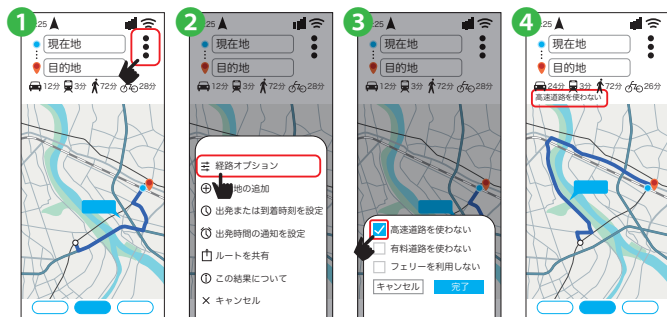 1
:25
現在地
目的地
12分 3分 72分 28分
2
:25
現在地
目的地
12分 3分 72分 28分
経路オプション
地の追加
出発または到着時刻を設定
出発時間の通知を設定
ルートを共有
この結果について
キャンセル
3
:25
現在地
目的地
12分 3分 72分 28分
高速道路を使わない
有料道路を使わない
フェリーを利用しない
キャンセル 完了
4
:25
現在地
目的地
24分 3分 72分 26分
高速道路を使わない